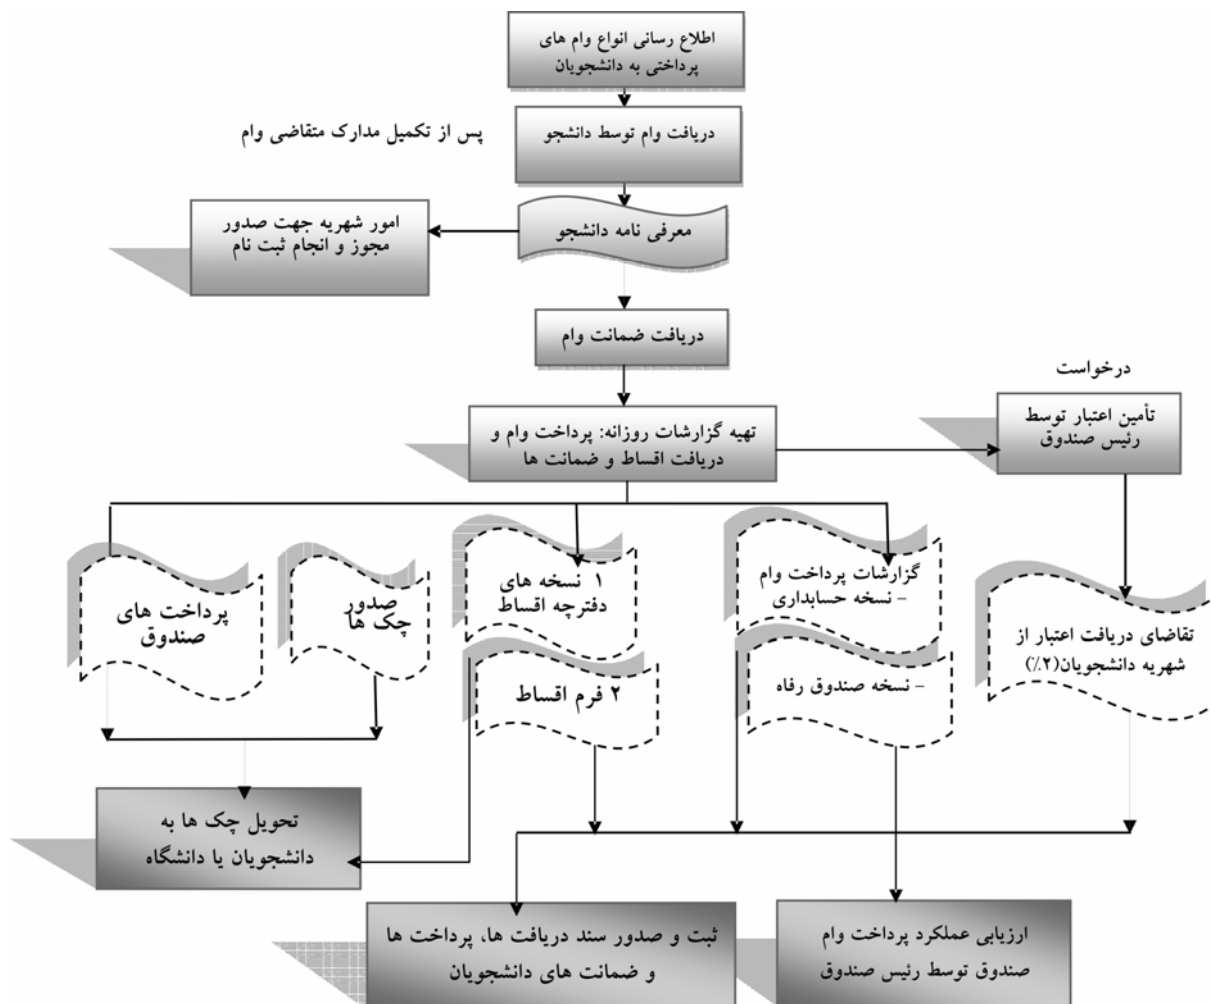 اطلاع رسانی انواع وام های
پرداختی به دانشجویان
دریافت وام توسط دانشجو
پس از تکمیل مدارک متقاضی وام
معرفی نامه دانشجو
امور شهریه جهت صدور
مجوز و انجام ثبت نام
دریافت ضمانت وام
درخواست
تأمین اعتبار توسط
رئیس صندوق
تهیه گزارشات روزانه: پرداخت وام و
دریافت اقساط و ضمانت ها
گزارشات پرداخت وام
– نسخه حسابداری
– نسخه صندوق رفاه
۱ نسخه های
دفترچه اقساط
۲ فرم اقساط
صدور
چک ها
پرداخت های
صندوق
تقاضای دریافت اعتبار از
شهریه دانشجویان(۲٪)
تحویل چک ها به
دانشجویان یا دانشگاه
ثبت و صدور سند دریافت ها، پرداخت ها
و ضمانت های دانشجویان
ارزیابی عملکرد پرداخت وام
صندوق توسط رئیس صندوق